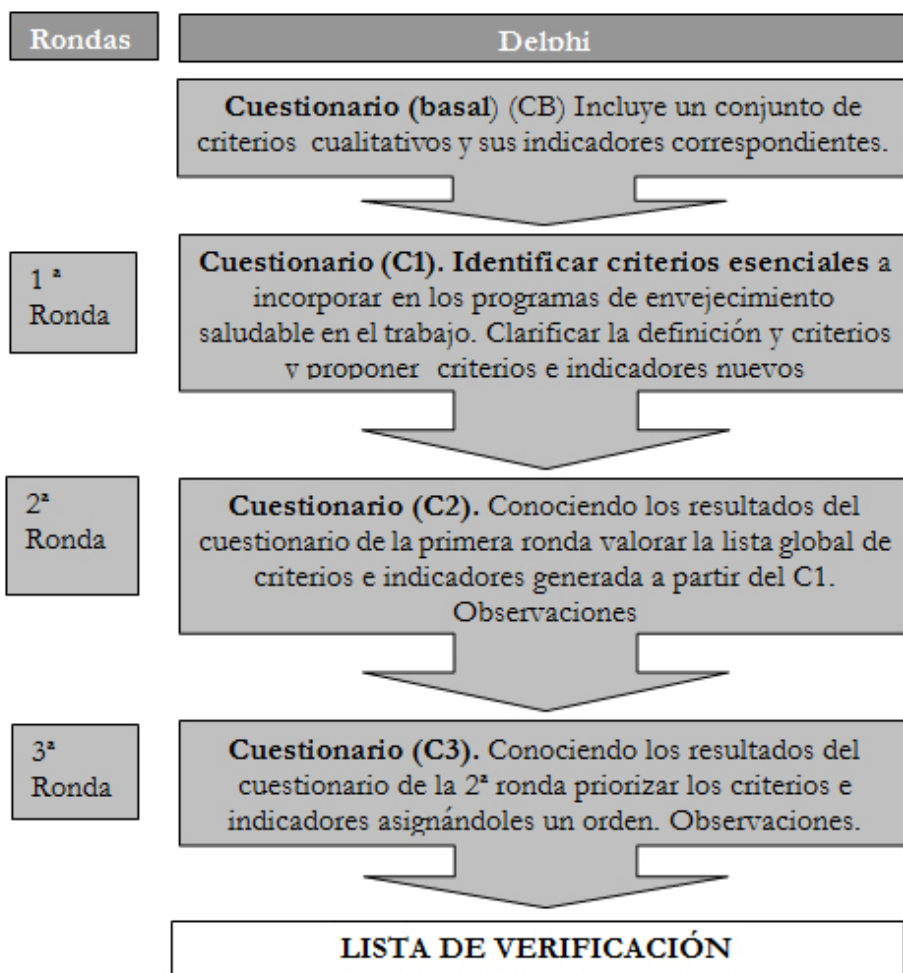 Rondas
Delphi
Cuestionario (basal) (CB) Incluye un conjunto de
criterios cualitativos y sus indicadores correspondientes.
1 ª
Ronda
Cuestionario (C1). Identificar criterios esenciales a
incorporar en los programas de envejecimiento
saludable en el trabajo. Clarificar la definición y criterios
y proponer criterios e indicadores nuevos
2ª
Ronda
Cuestionario (C2). Conociendo los resultados del
cuestionario de la primera ronda valorar la lista global de
criterios e indicadores generada a partir del C1.
Observaciones
3ª
Ronda
Cuestionario (C3). Conociendo los resultados del
cuestionario de la 2ª ronda priorizar los criterios e
indicadores asignándoles un orden. Observaciones.
LISTA DE VERIFICACIÓN